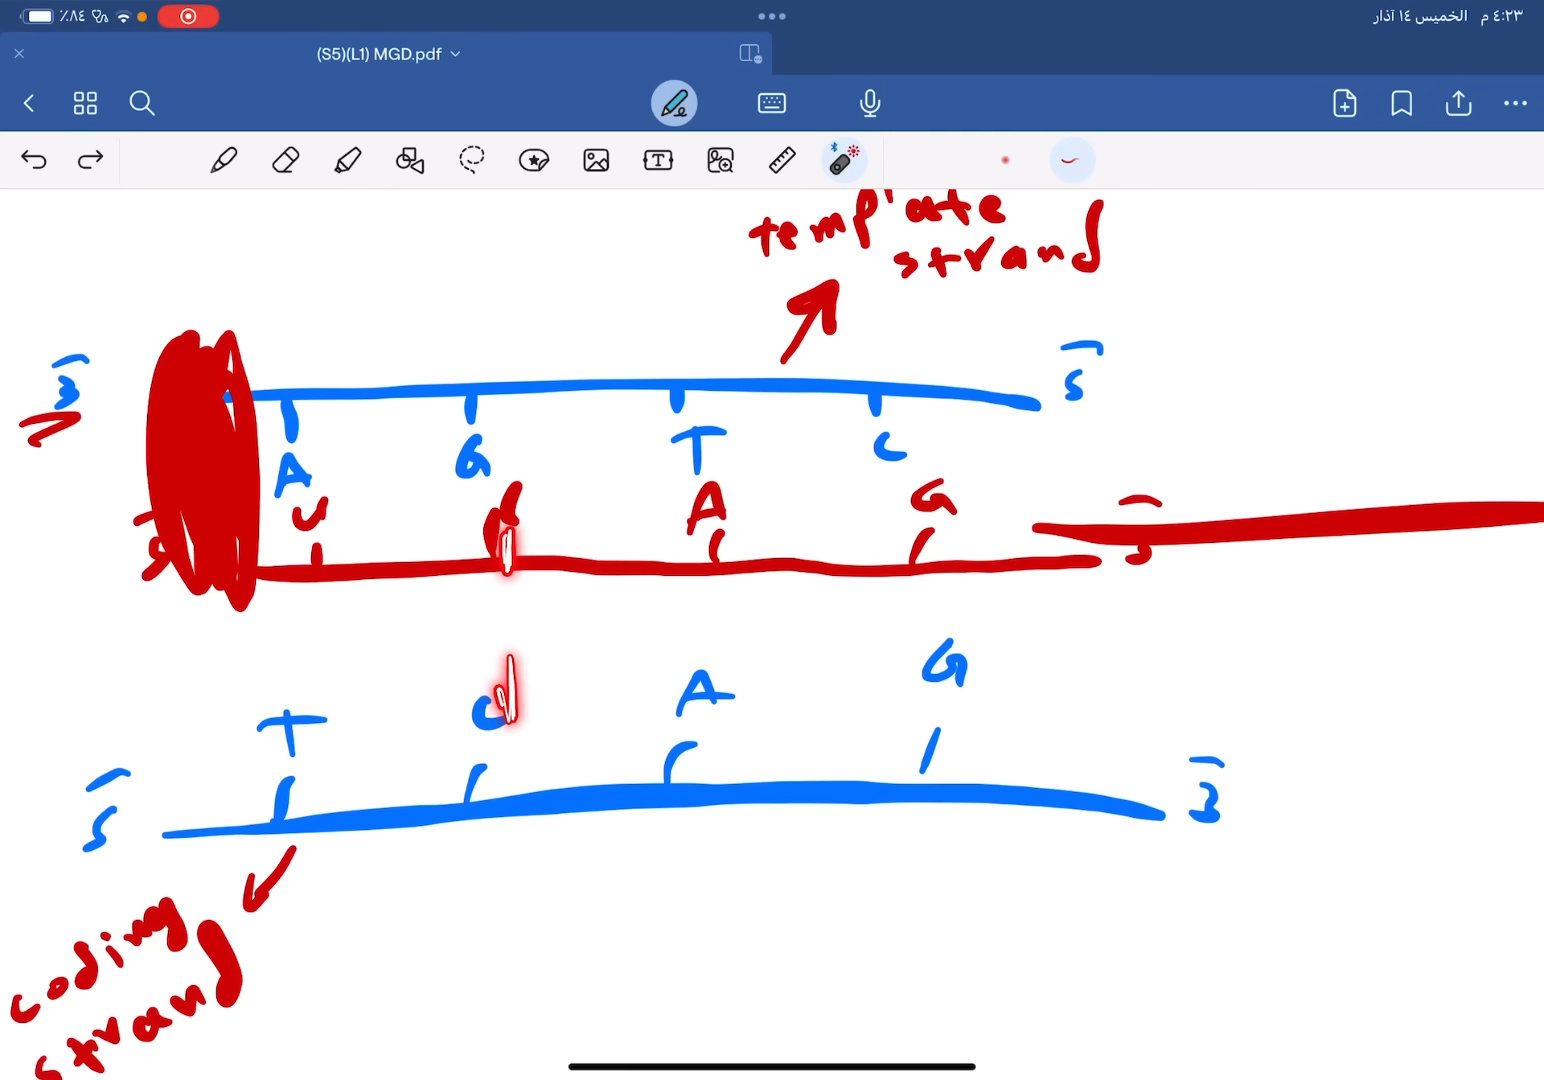 ٪٨٤
٤:٢٣ م الخميس ١٤ آذار
(S5)(L1) MGD.pdf
template
strand
3
5
A G T C
U A G
3
5
T C A G
5
3
coding
strand